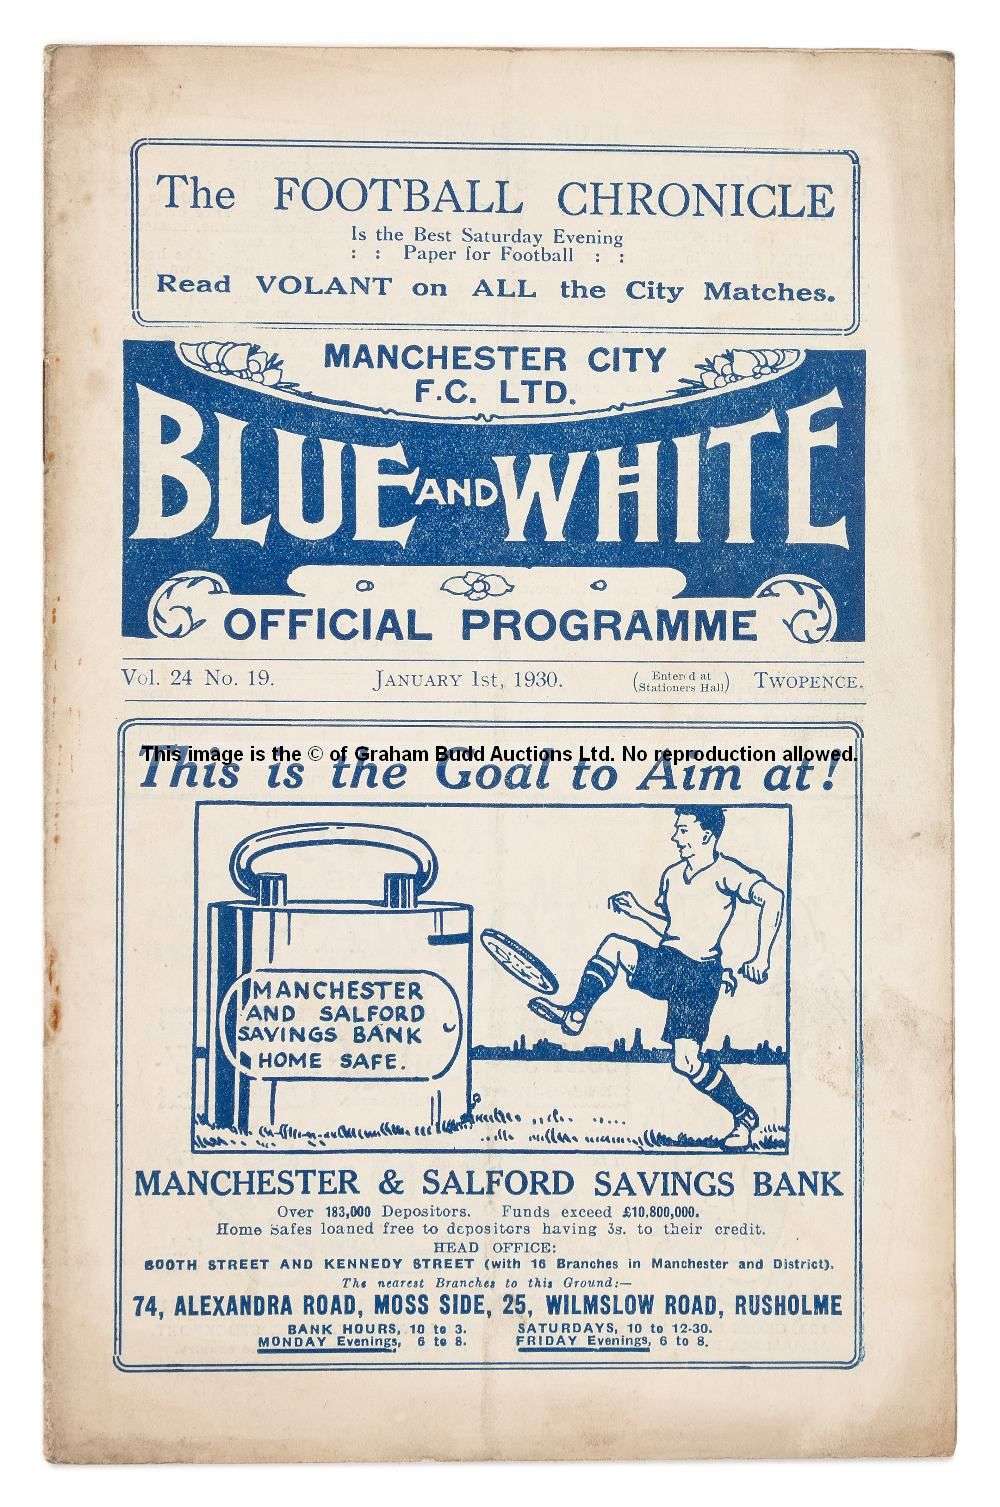 The FOOTBALL CHRONICLE
Is the Best Saturday Evening
: : Paper for Football : :
Read VOLANT on ALL the City Matches.
MANCHESTER CITY
F.C. LTD.
BLUE AND WHITE
OFFICIAL PROGRAMME
Vol. 24 No. 19. JANUARY 1st, 1930. (Enter d at Stationers Hall) TWOPENCE.
This image is the © of Graham Budd Auctions Ltd. No reproduction allowed.
This is the Goal to Aim at!
MANCHESTER
AND SALFORD
SAVINGS BANK
HOME SAFE.
MANCHESTER & SALFORD SAVINGS BANK
Over 183,000 Depositors. Funds exceed £10,800,000.
Home Safes loaned free to depositors having 3s. to their credit.
HEAD OFFICE:
BOOTH STREET AND KENNEDY STREET (with 16 Branches in Manchester and District).
The nearest Branches to this Ground:—
74, ALEXANDRA ROAD, MOSS SIDE, 25, WILMSLOW ROAD, RUSHOLME
BANK HOURS, 10 to 3. SATURDAYS, 10 to 12-30.
MONDAY Evenings, 6 to 8. FRIDAY Evenings, 6 to 8.